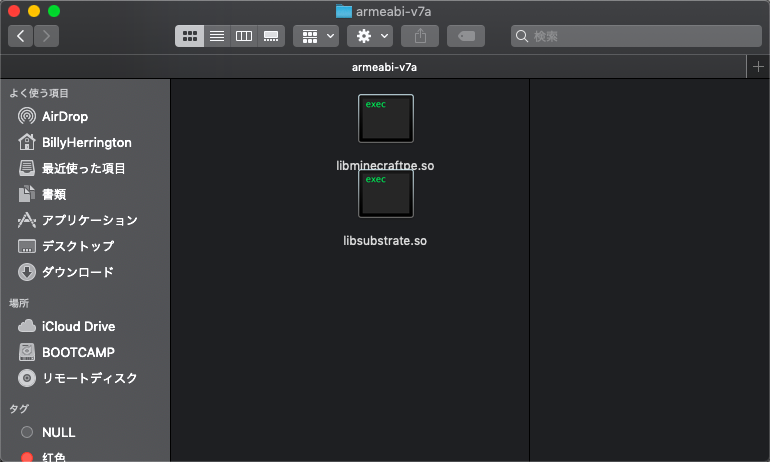 armeabi-v7a
検索
armeabi-v7a
よく使う項目
AirDrop
BillyHerrington
最近使った項目
書類
アプリケーション
デスクトップ
ダウンロード
場所
iCloud Drive
BOOTCAMP
リモートディスク
タグ
NULL
红色
exec
libminecraftpe.so
exec
libsubstrate.so